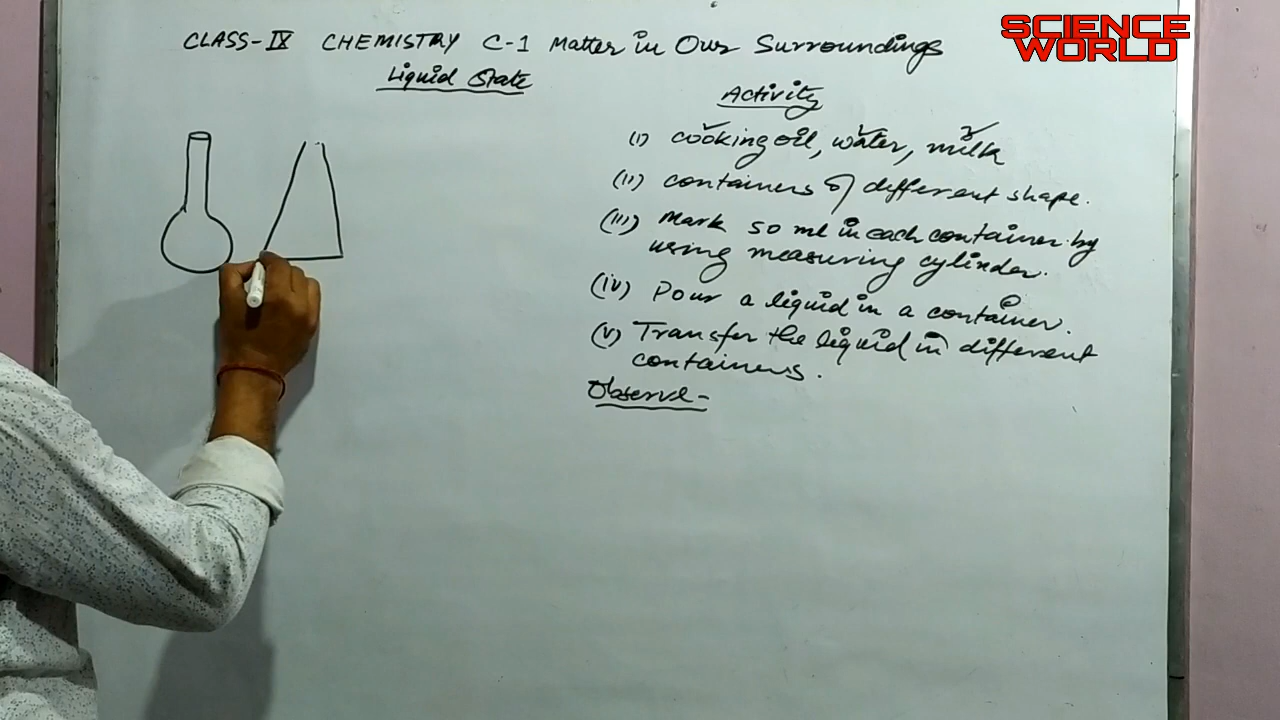 CLASS-IX CHEMISTRY C-1 Matter in Our Surroundings
Liquid State
SCIENCE
WORLD
Activity
(i) cooking oil, water, milk
(ii) containers of different shape.
(iii) Mark 50 ml in each container by
using measuring cylinder.
(iv) Pour a liquid in a container.
(v) Transfer the liquid in different
containers.
Observe-